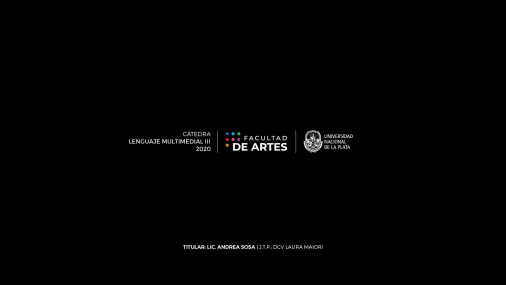 CÁTEDRA
LENGUAJE MULTIMEDIAL III
2020
FACULTAD
DE ARTES
UNIVERSIDAD
NACIONAL
DE LA PLATA
TITULAR: LIC. ANDREA SOSA | J.T.P.: DCV LAURA MAIORI